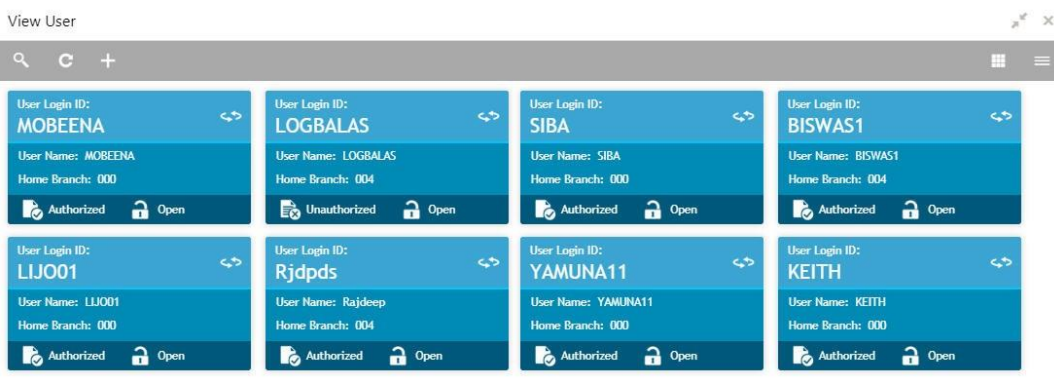 View User
User Login ID:
MOBEENA
User Name: MOBEENA
Home Branch: 000
Authorized Open
User Login ID:
LOGBALAS
User Name: LOGBALAS
Home Branch: 004
Unauthorized Open
User Login ID:
SIBA
User Name: SIBA
Home Branch: 000
Authorized Open
User Login ID:
BISWAS1
User Name: BISWAS1
Home Branch: 004
Authorized Open
User Login ID:
LIJO01
User Name: LIJO01
Home Branch: 000
Authorized Open
User Login ID:
Rjdpds
User Name: Rajdeep
Home Branch: 004
Authorized Open
User Login ID:
YAMUNA11
User Name: YAMUNA11
Home Branch: 000
Authorized Open
User Login ID:
KEITH
User Name: KEITH
Home Branch: 000
Authorized Open